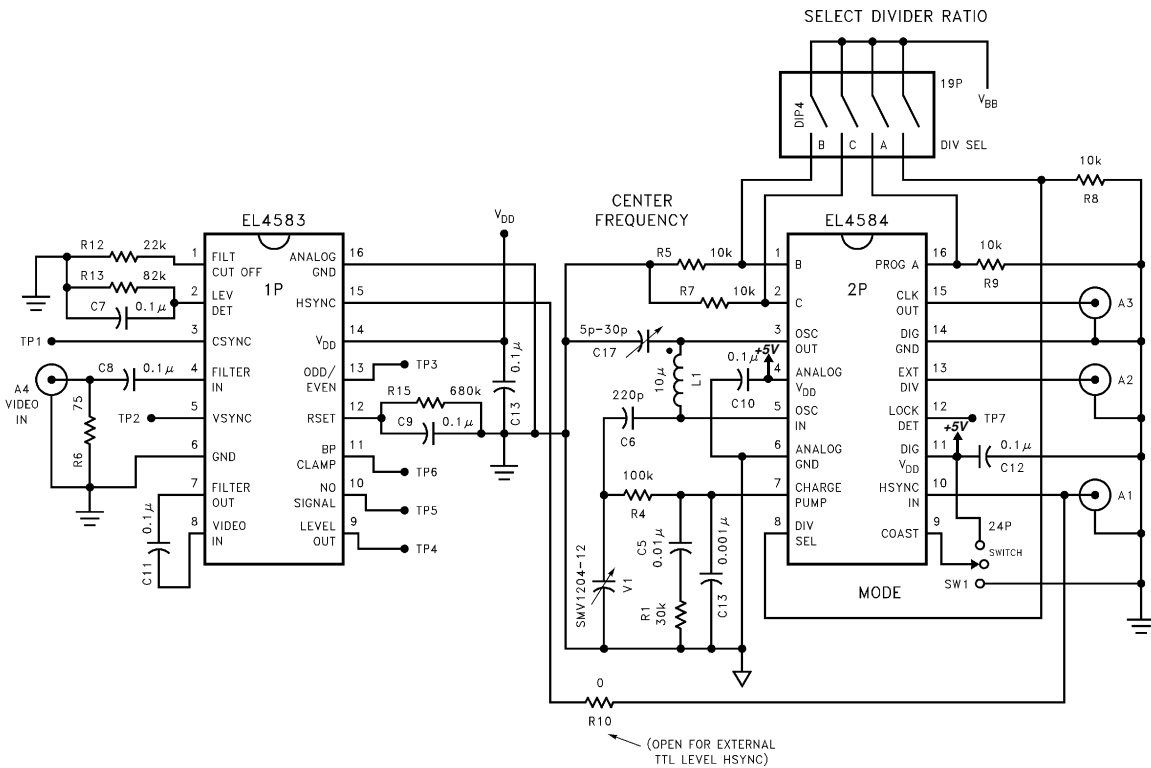 SELECT DIVIDER RATIO
19P
V_BB
DIP4
B C A
DIV SEL
10k
R8
CENTER
FREQUENCY
EL4583
V_DD
EL4584
R12 22k
R13 82k
C7 0.1μ
1 FILT
CUT OFF
1P
2 LEV
DET
3 CSYNC
4 FILTER
IN
5 VSYNC
6 GND
7 FILTER
OUT
8 VIDEO
IN
ANALOG 16
GND
HSYNC 15
V_DD 14
ODD/ 13
EVEN
RSET 12
BP 11
CLAMP
NO 10
SIGNAL
LEVEL 9
OUT
TP1
C8 0.1μ
A4
VIDEO
IN
75
R6
TP2
0.1μ
C11
TP3
R15 680k
C9 0.1μ
TP6
TP5
TP4
0.1μ
C13
R5 10k
R7 10k
5p-30p
C17
10μ
L1
0.1μ
+5V
C10
220p
C6
100k
R4
SMV1204-12
V1
C5
0.01μ
R1
30k
0.001μ
C13
1 B
2P
2 C
3 OSC
OUT
4 ANALOG
V_DD
5 OSC
IN
6 ANALOG
GND
7 CHARGE
PUMP
8 DIV
SEL
PROG A 16
CLK 15
OUT
DIG 14
GND
EXT 13
DIV
LOCK 12
DET
DIG 11
V_DD
HSYNC 10
IN
COAST 9
10k
R9
A3
A2
TP7
+5V
0.1μ
C12
A1
24P
SWITCH
SW1
MODE
0
R10
(OPEN FOR EXTERNAL
TTL LEVEL HSYNC)